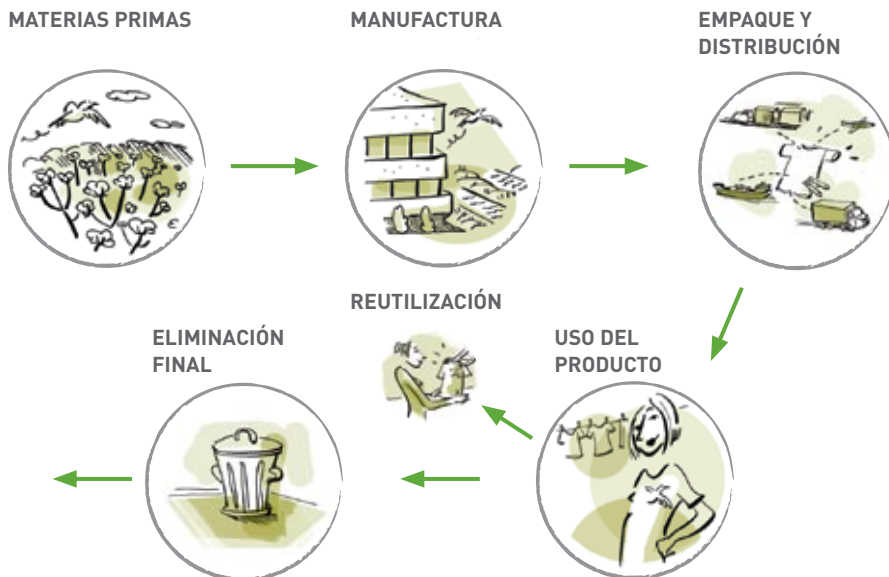 MATERIAS PRIMAS
MANUFACTURA
EMPAQUE Y
DISTRIBUCIÓN
REUTILIZACIÓN
ELIMINACIÓN
FINAL
USO DEL
PRODUCTO